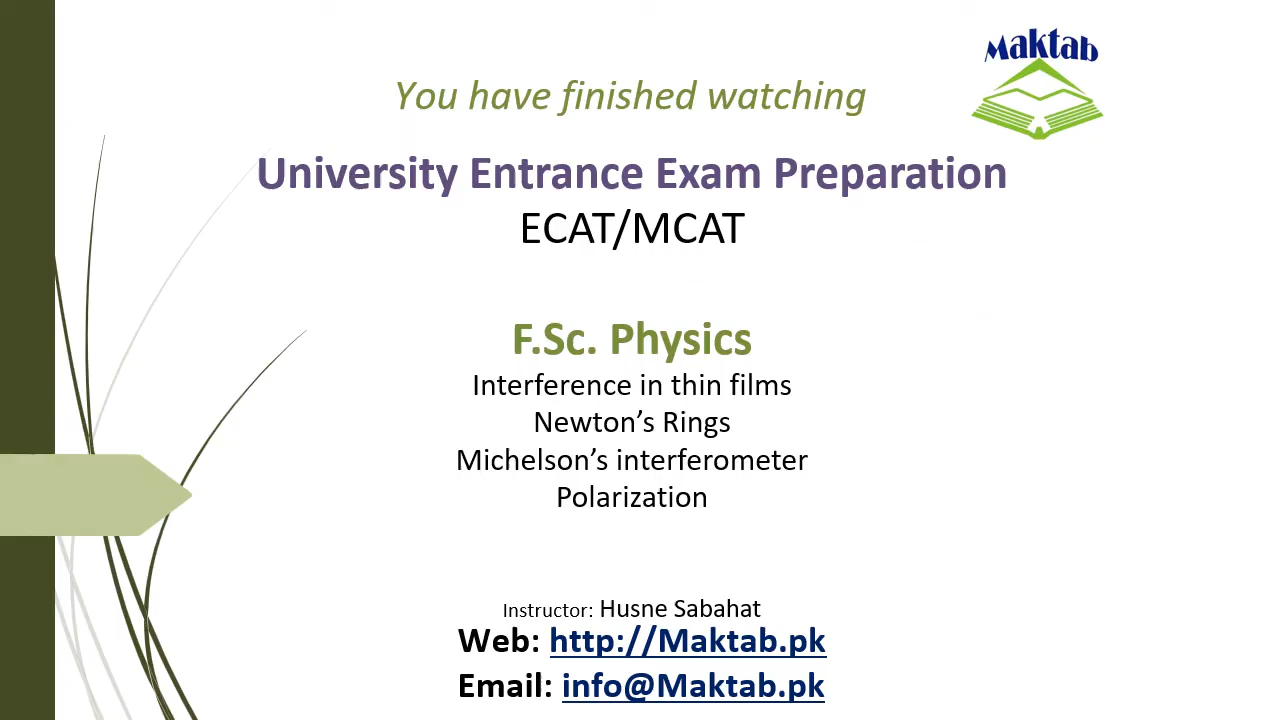 Maktab
You have finished watching
University Entrance Exam Preparation
ECAT/MCAT
F.Sc. Physics
Interference in thin films
Newton’s Rings
Michelson’s interferometer
Polarization
Instructor: Husne Sabahat
Web: http://Maktab.pk
Email: info@Maktab.pk